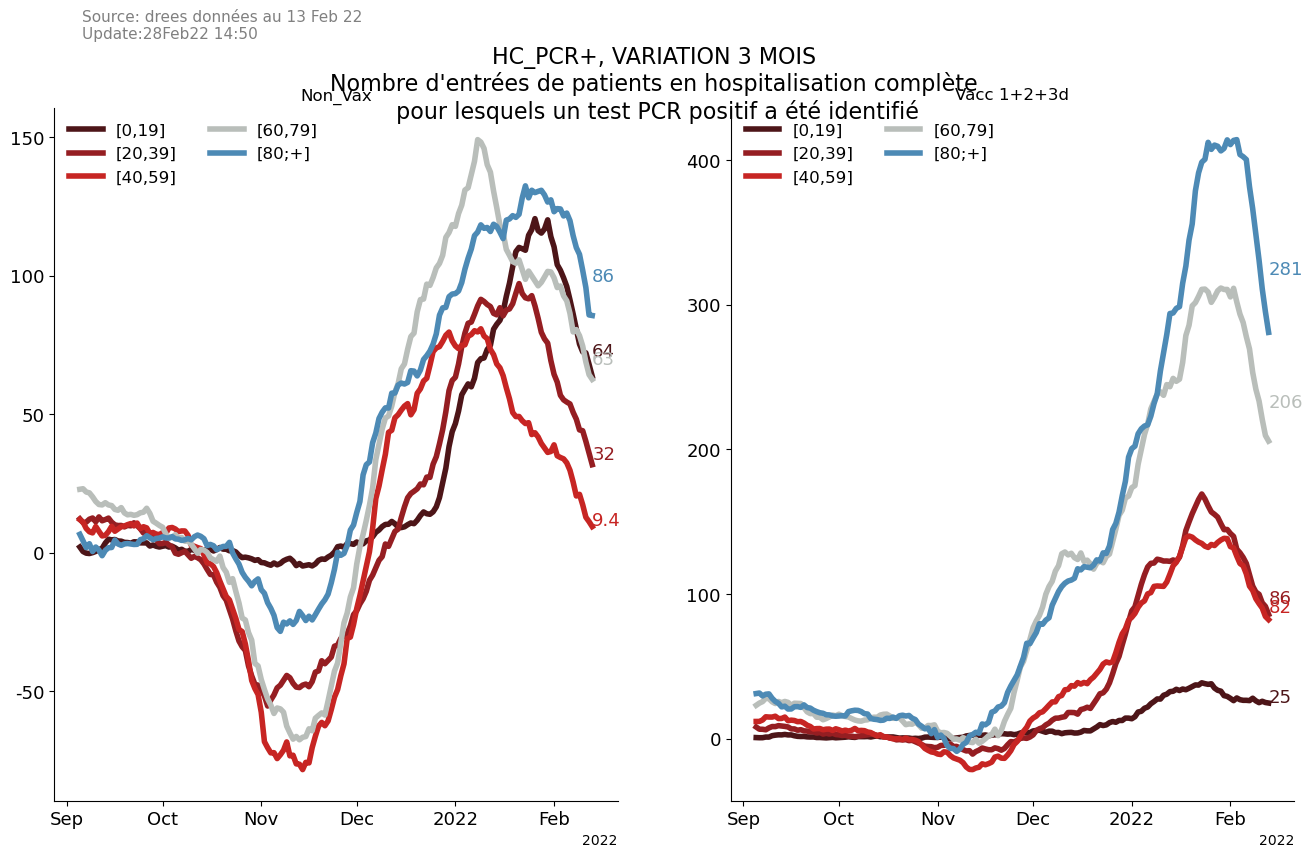 Source: drees données au 13 Feb 22
Update:28Feb22 14:50
HC_PCR+, VARIATION 3 MOIS
Nombre d'entrées de patients en hospitalisation complète
pour lesquels un test PCR positif a été identifié
Non_Vax
[0,19]
[20,39]
[40,59]
[60,79]
[80;+]
150
100
50
0
-50
86
64
63
32
9.4
Sep
Oct
Nov
Dec
2022
Feb
2022
Vacc 1+2+3d
[0,19]
[20,39]
[40,59]
[60,79]
[80;+]
400
300
200
100
0
281
206
86
82
25
Sep
Oct
Nov
Dec
2022
Feb
2022